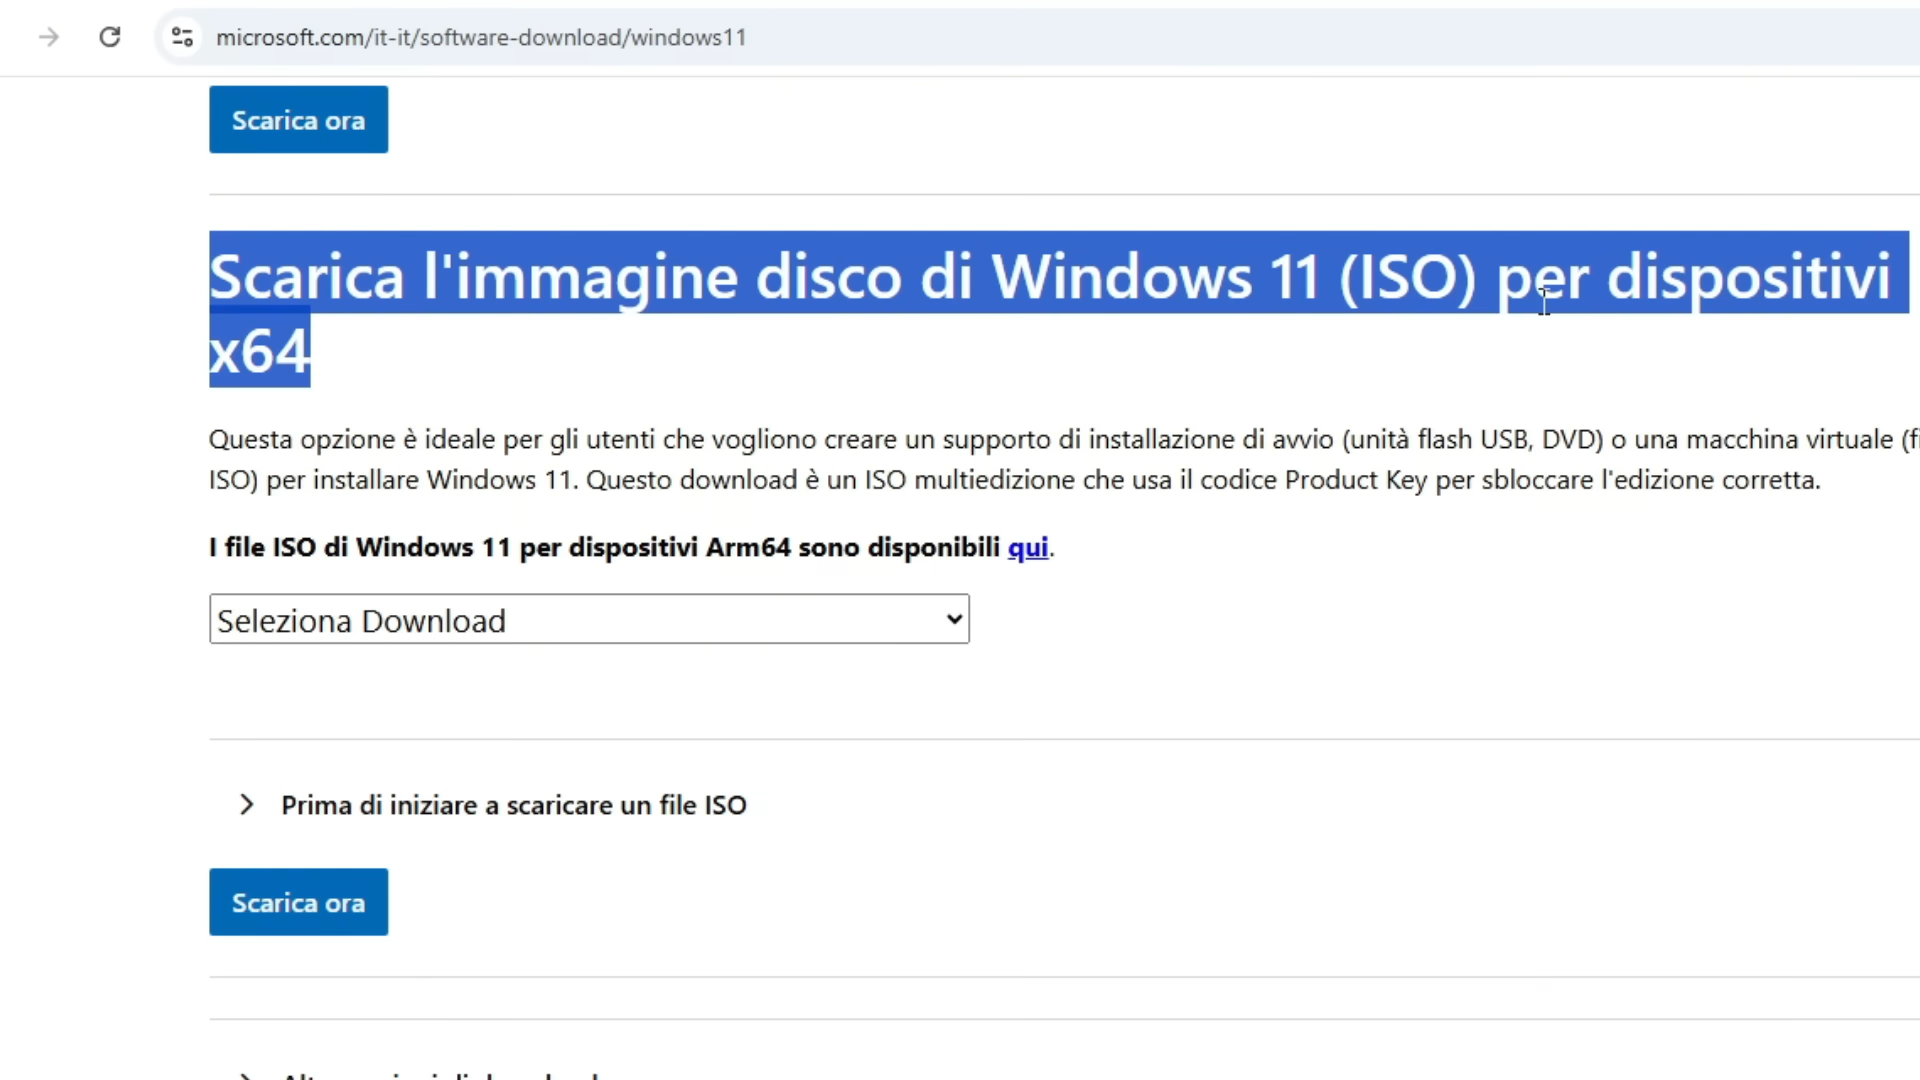 microsoft.com/it-it/software-download/windows11
Scarica ora
Scarica l'immagine disco di Windows 11 (ISO) per dispositivi
x64
Questa opzione è ideale per gli utenti che vogliono creare un supporto di installazione di avvio (unità flash USB, DVD) o una macchina virtuale
ISO) per installare Windows 11. Questo download è un ISO multiedizione che usa il codice Product Key per sbloccare l'edizione corretta.
I file ISO di Windows 11 per dispositivi Arm64 sono disponibili qui.
Seleziona Download
Prima di iniziare a scaricare un file ISO
Scarica ora